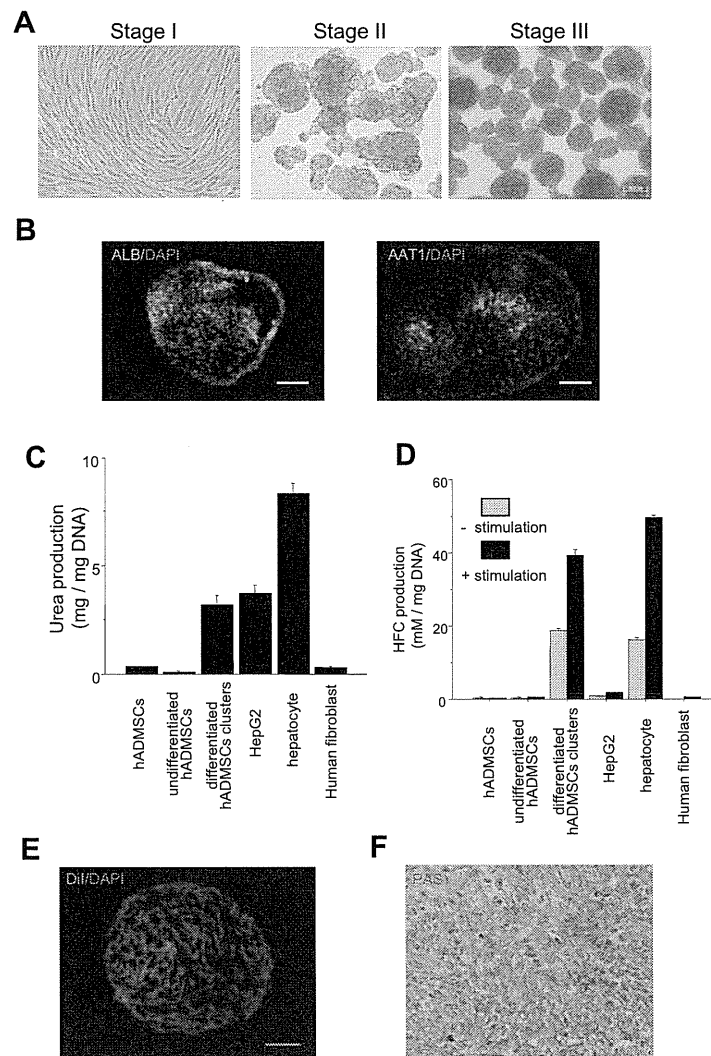 A
Stage I
Stage II
Stage III
B
ALB/DAPI
AAT1/DAPI
C
Urea production
(mg / mg DNA)
10
5
0
hADMSCs
undifferentiated
hADMSCs
differentiated
hADMSCs clusters
HepG2
hepatocyte
Human fibroblast
D
HFC production
(mM / mg DNA)
60
40
20
0
- stimulation
+ stimulation
hADMSCs
undifferentiated
hADMSCs
differentiated
hADMSCs clusters
HepG2
hepatocyte
Human fibroblast
E
DiI/DAPI
F
PAS